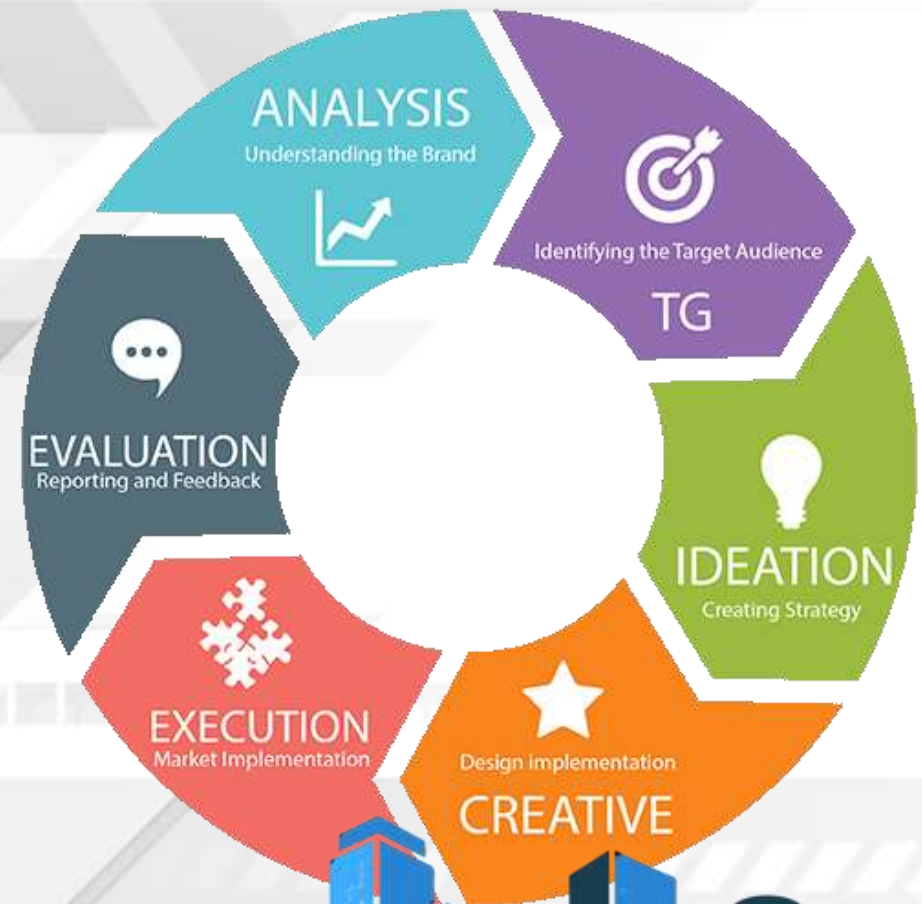 ANALYSIS
Understanding the Brand
Identifying the Target Audience
TG
IDEATION
Creating Strategy
Design implementation
CREATIVE
EXECUTION
Market Implementation
EVALUATION
Reporting and Feedback